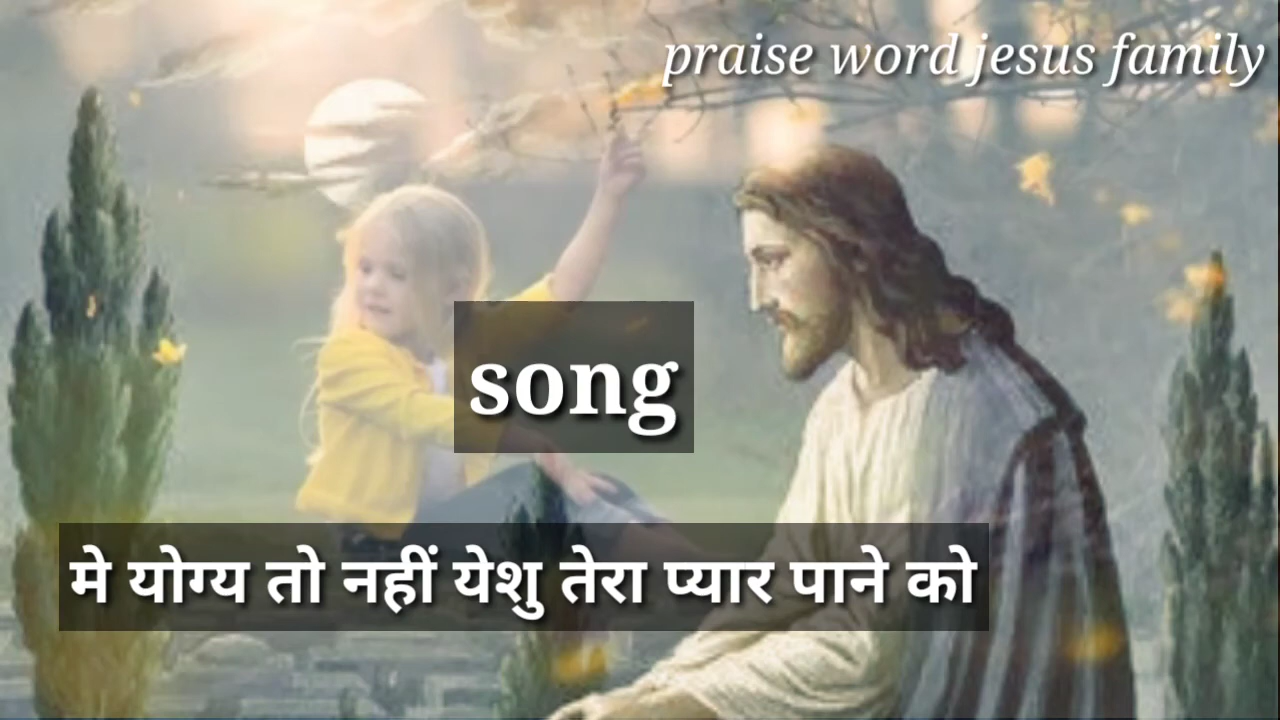 praise word jesus family
song
मे योग्य तो नहीं येशु तेरा प्यार पाने को